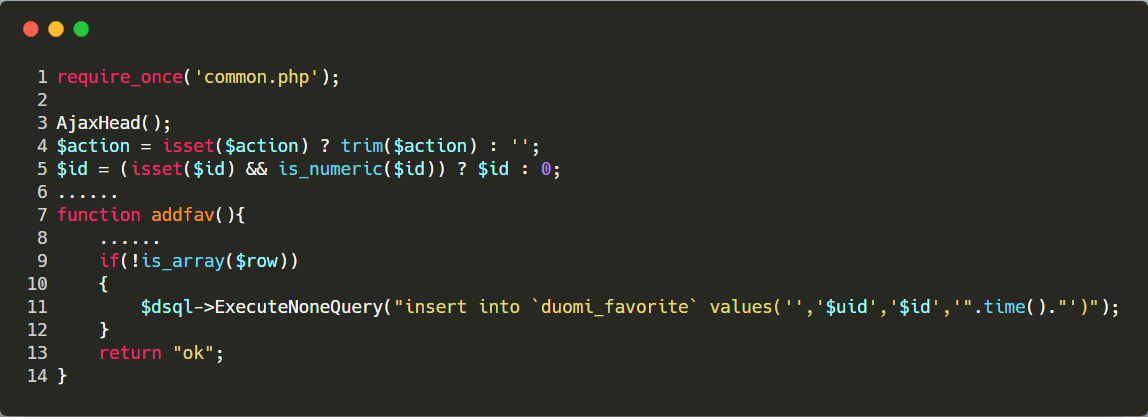 1 require_once('common.php');
2
3 AjaxHead();
4 $action = isset($action) ? trim($action) : '';
5 $id = (isset($id) && is_numeric($id)) ? $id : 0;
6 ......
7 function addfav(){
8     ......
9     if(!is_array($row))
10     {
11         $dsql->ExecuteNoneQuery("insert into `duomi_favorite` values('','$uid','$id','".time()."')");
12     }
13     return "ok";
14 }